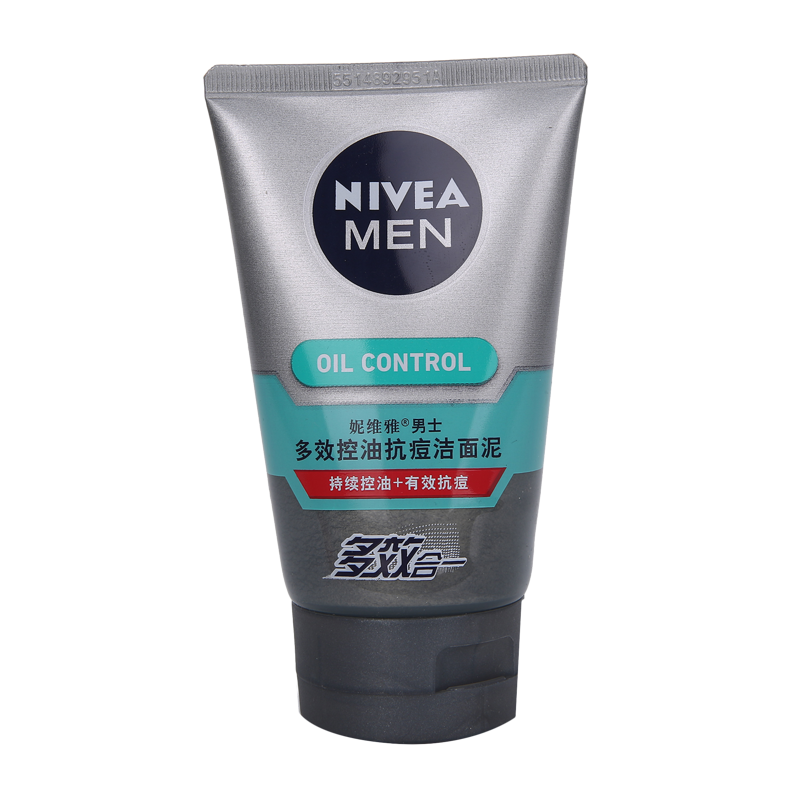 5514692951A
NIVEA
MEN
OIL CONTROL
妮维雅®男士
多效控油抗痘洁面泥
持续控油+有效抗痘
多效合一